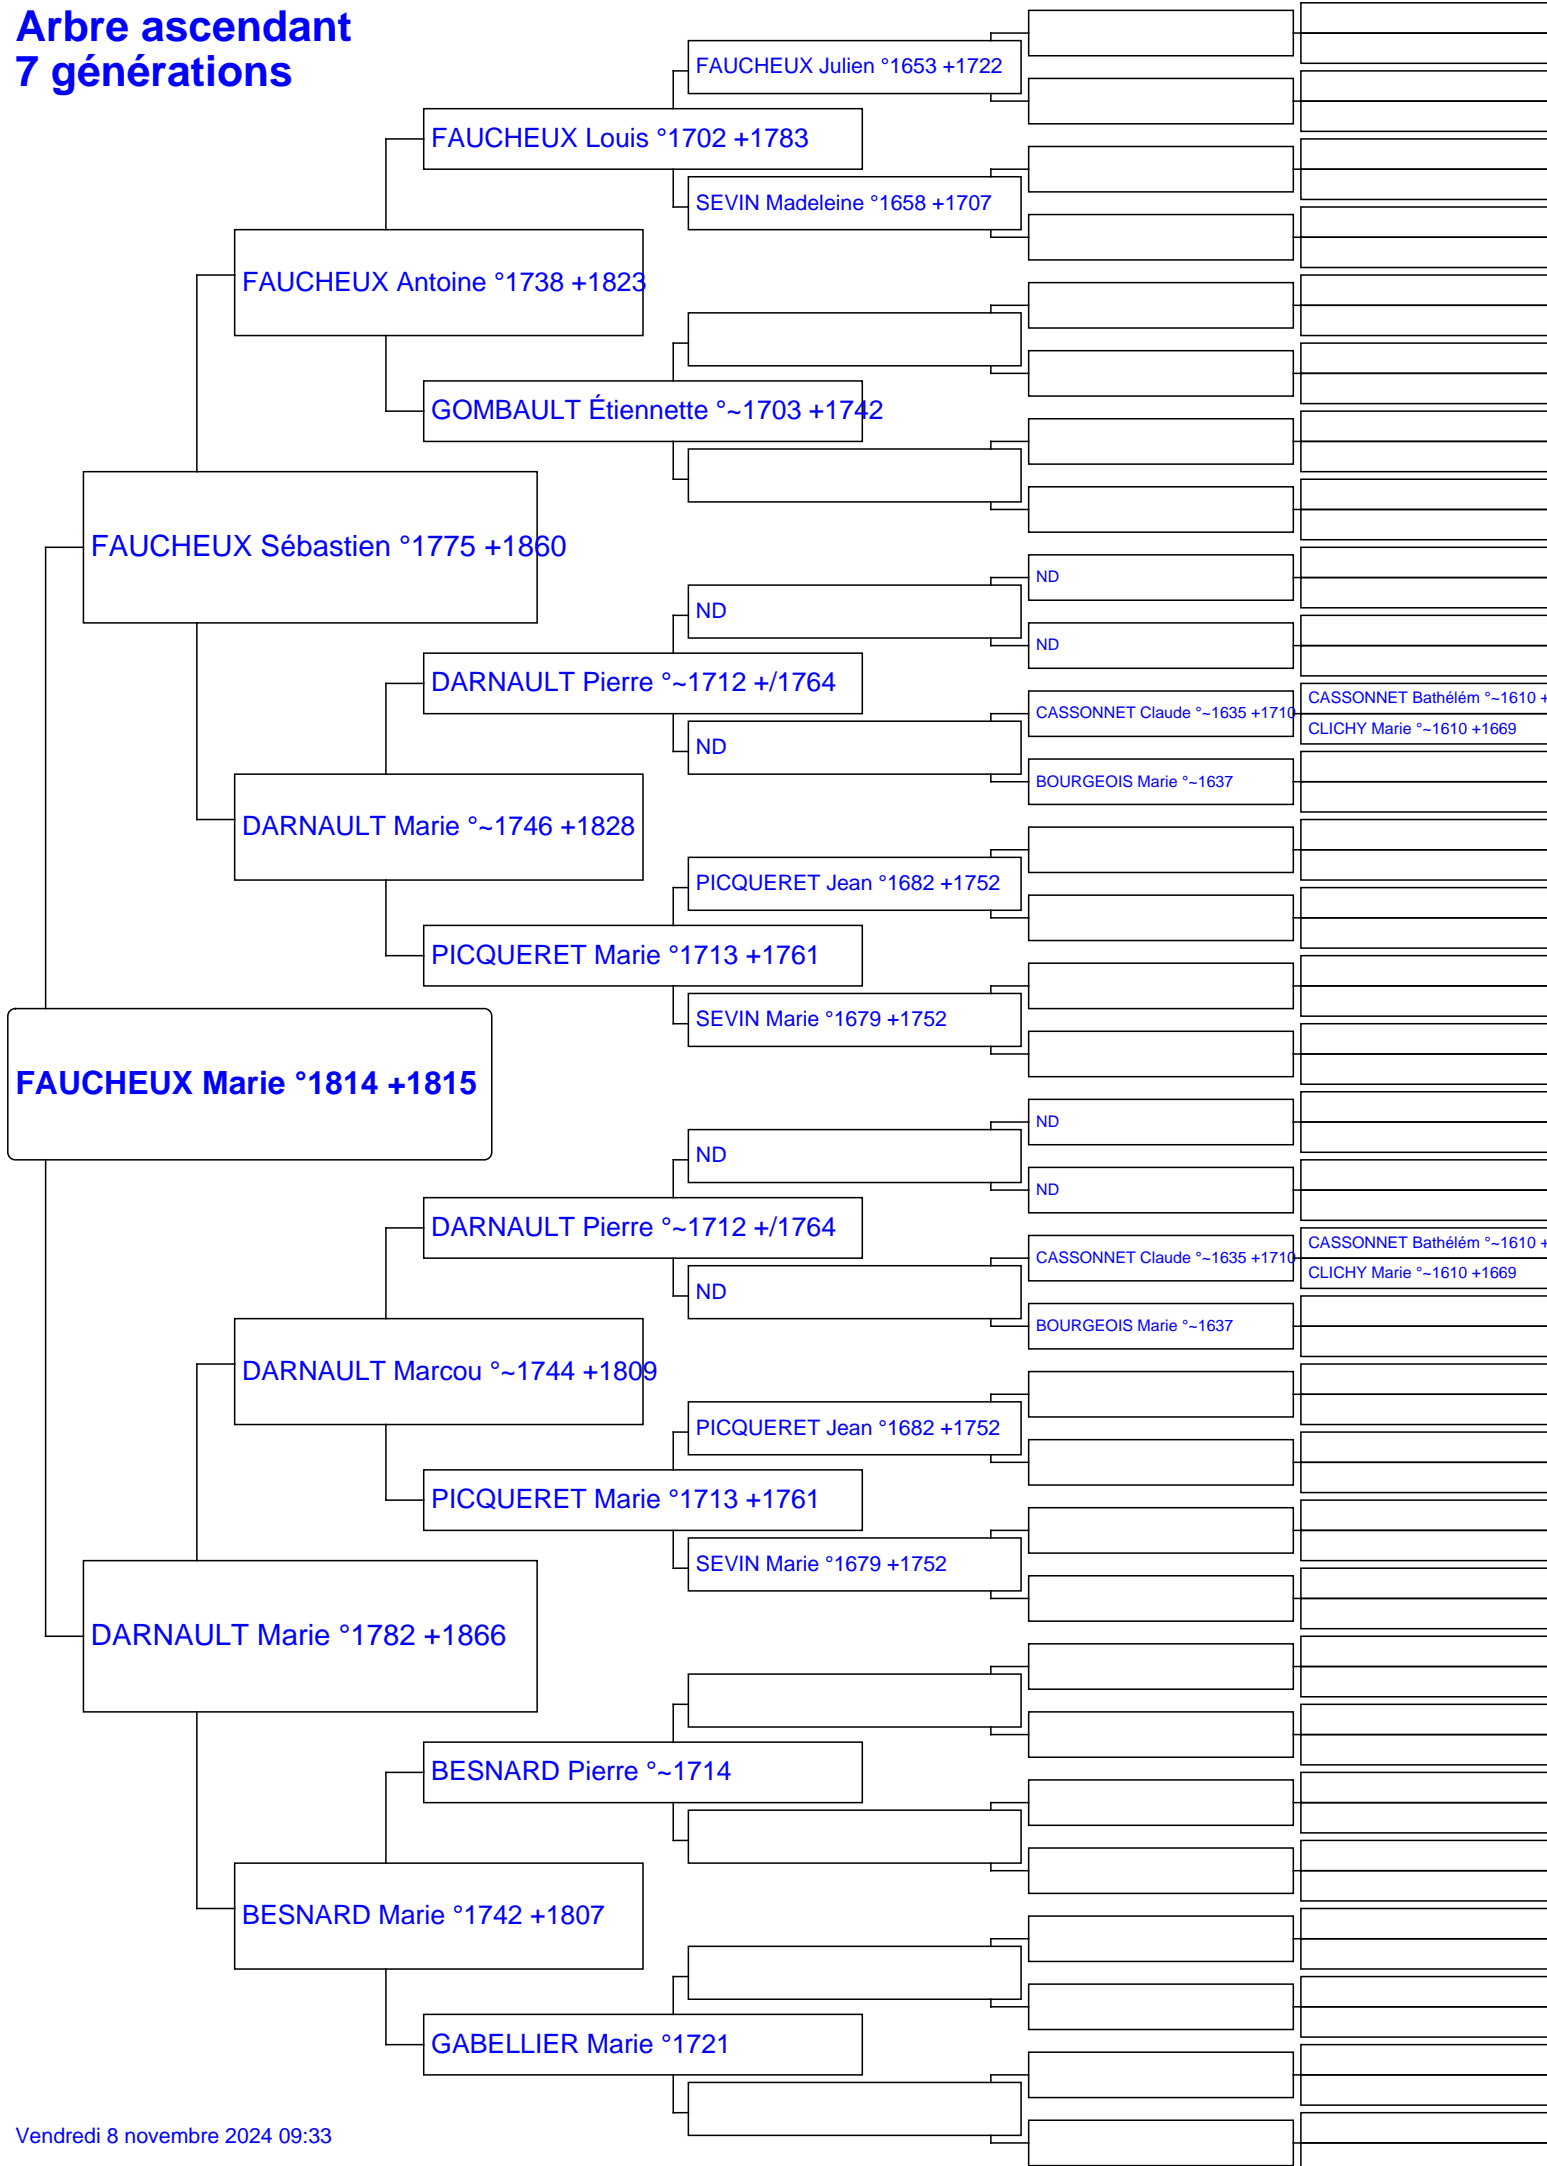 Arbre ascendant
7 générations
FAUCHEUX Julien °1653 +1722
FAUCHEUX Louis °1702 +1783
SEVIN Madeleine °1658 +1707
FAUCHEUX Antoine °1738 +1823
GOMBAULT Étiennette °~1703 +1742
FAUCHEUX Sébastien °1775 +1860
ND
ND
DARNAULT Pierre °~1712 +/1764
ND
ND
CASSONNET Claude °~1635 +1710
CASSONNET Bathélém °~1610 +
CLICHY Marie °~1610 +1669
BOURGEOIS Marie °~1637
DARNAULT Marie °~1746 +1828
PICQUERET Jean °1682 +1752
PICQUERET Marie °1713 +1761
SEVIN Marie °1679 +1752
FAUCHEUX Marie °1814 +1815
ND
ND
DARNAULT Pierre °~1712 +/1764
ND
ND
CASSONNET Claude °~1635 +1710
CASSONNET Bathélém °~1610 +
CLICHY Marie °~1610 +1669
BOURGEOIS Marie °~1637
DARNAULT Marcou °~1744 +1809
PICQUERET Jean °1682 +1752
PICQUERET Marie °1713 +1761
SEVIN Marie °1679 +1752
DARNAULT Marie °1782 +1866
BESNARD Pierre °~1714
BESNARD Marie °1742 +1807
GABELLIER Marie °1721
Vendredi 8 novembre 2024 09:33